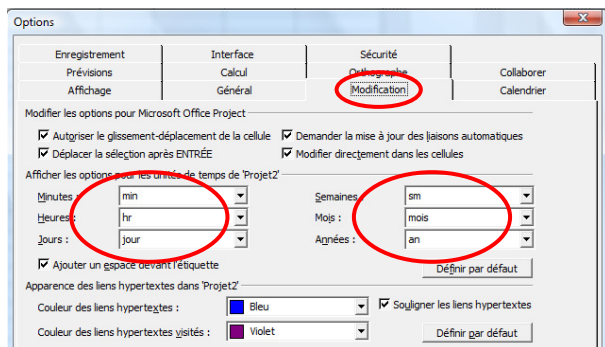 Options
Enregistrement Interface Sécurité
Prévisions Calcul Orthographe Collaborer
Affichage Général Modification Calendrier
Modifier les options pour Microsoft Office Project
Autoriser le glissement-déplacement de la cellule Demander la mise à jour des liaisons automatiques
Déplacer la sélection après ENTRÉE Modifier directement dans les cellules
Afficher les options pour les unités de temps de 'Projet2'
Minutes : min Semaines sm
Heures : hr Mois : mois
Jours : jour Années : an
Ajouter un espace devant l'étiquette Définir par défaut
Apparence des liens hypertextes dans 'Projet2'
Couleur des liens hypertextes : Bleu Souligner les liens hypertextes
Couleur des liens hypertextes visités : Violet Définir par défaut